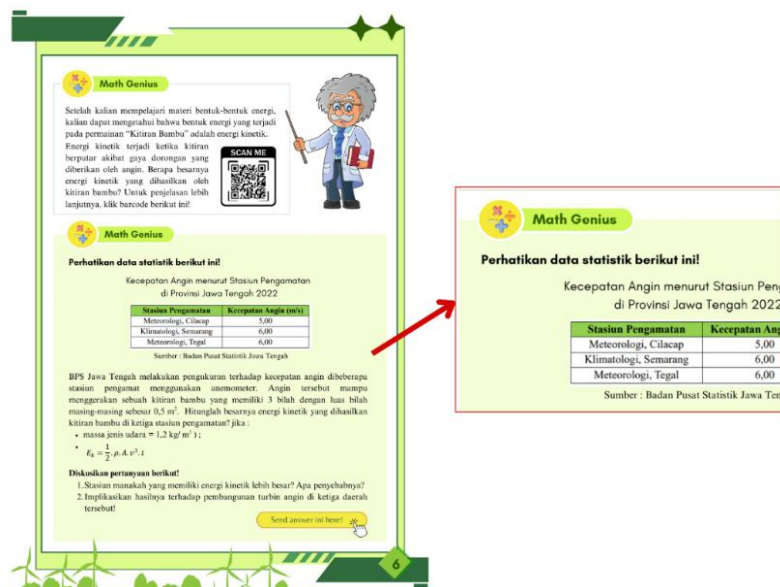 Math Genius
Setelah kalian mempelajari materi bentuk-bentuk energi,
kalian dapat mengetahui bahwa bentuk energi yang terjadi
pada permainan “Kitiran Bambu” adalah energi kinetik.
Energi kinetik terjadi ketika kitiran
berputar akibat gaya dorongan yang
diberikan oleh angin. Berapa besarnya
energi kinetik yang dihasilkan oleh
kitiran bambu? Untuk penjelasan lebih
lanjutnya, klik barcode berikut ini!
SCAN ME
Math Genius
Perhatikan data statistik berikut ini!
Kecepatan Angin menurut Stasiun Pengamatan
di Provinsi Jawa Tengah 2022
Stasiun Pengamatan Kecepatan Angin (m/s)
Meteorologi, Cilacap 5,00
Klimatologi, Semarang 6,00
Meteorologi, Tegal 6,00
Sumber : Badan Pusat Statistik Jawa Tengah
BPS Jawa Tengah melakukan pengukuran terhadap kecepatan angin dibeberapa
stasiun pengamat menggunakan anemometer. Angin tersebut mampu
menggerakan sebuah kitiran bambu yang memiliki 3 bilah dengan luas bilah
masing-masing sebesar 0,5 m². Hitunglah besarnya energi kinetik yang dihasilkan
kitiran bambu di ketiga stasiun pengamatan? jika :
• massa jenis udara = 1,2 kg/ m³ ) ;
• Eₖ = 1/2 . ρ. A. v³. t
Diskusikan pertanyaan berikut!
1. Stasiun manakah yang memiliki energi kinetik lebih besar? Apa penyebabnya?
2. Implikasikan hasilnya terhadap pembangunan turbin angin di ketiga daerah
tersebut!
Send answer ini here!
6
Math Genius
Perhatikan data statistik berikut ini!
Kecepatan Angin menurut Stasiun Peng
di Provinsi Jawa Tengah 2022
Stasiun Pengamatan Kecepatan Ang
Meteorologi, Cilacap 5,00
Klimatologi, Semarang 6,00
Meteorologi, Tegal 6,00
Sumber : Badan Pusat Statistik Jawa Ten